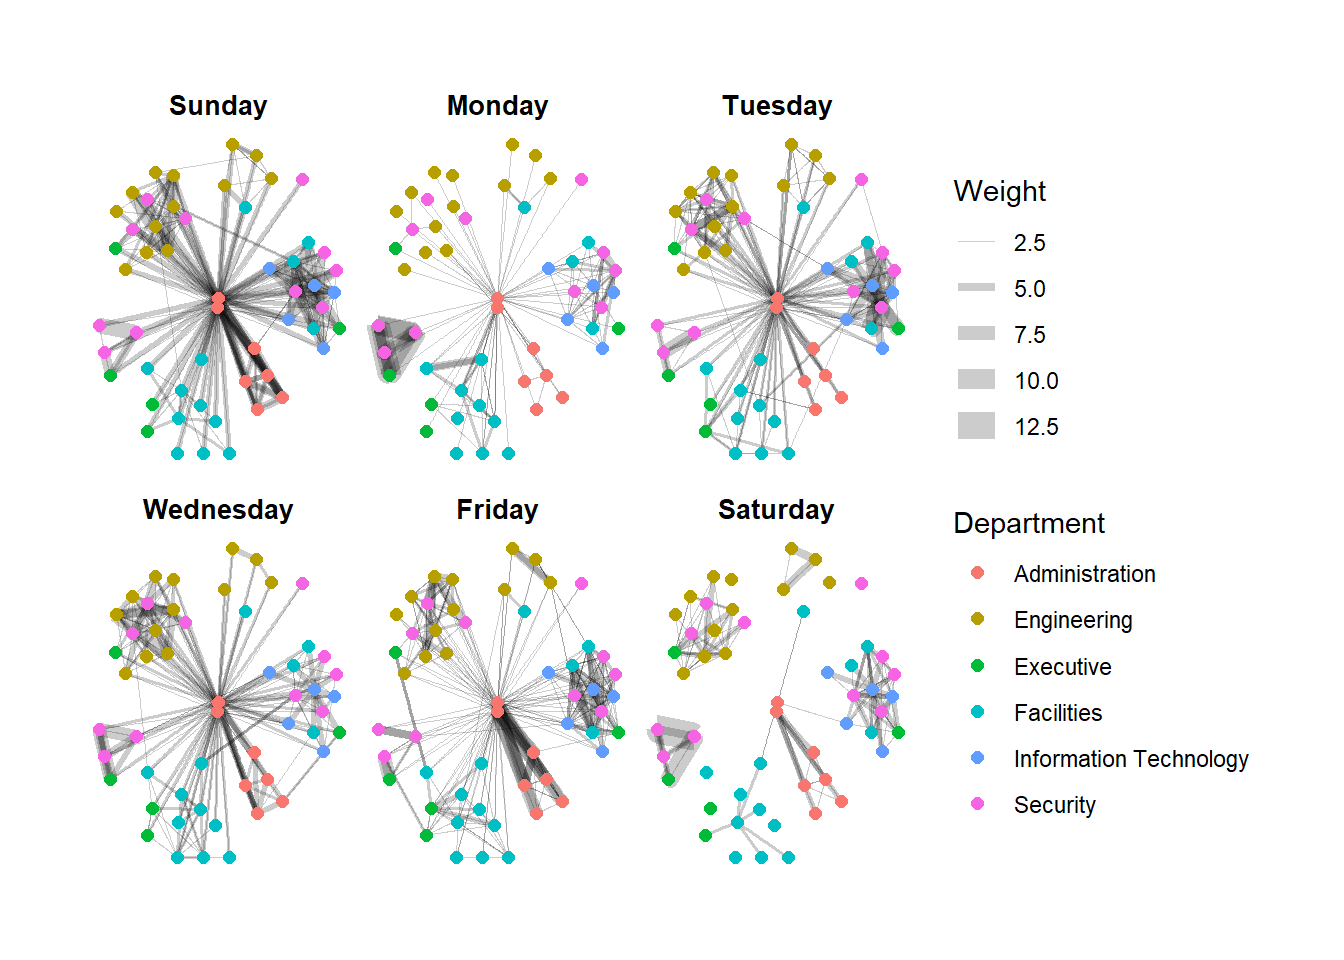 Sunday
Monday
Tuesday
Wednesday
Friday
Saturday
Weight
2.5
5.0
7.5
10.0
12.5
Department
Administration
Engineering
Executive
Facilities
Information Technology
Security